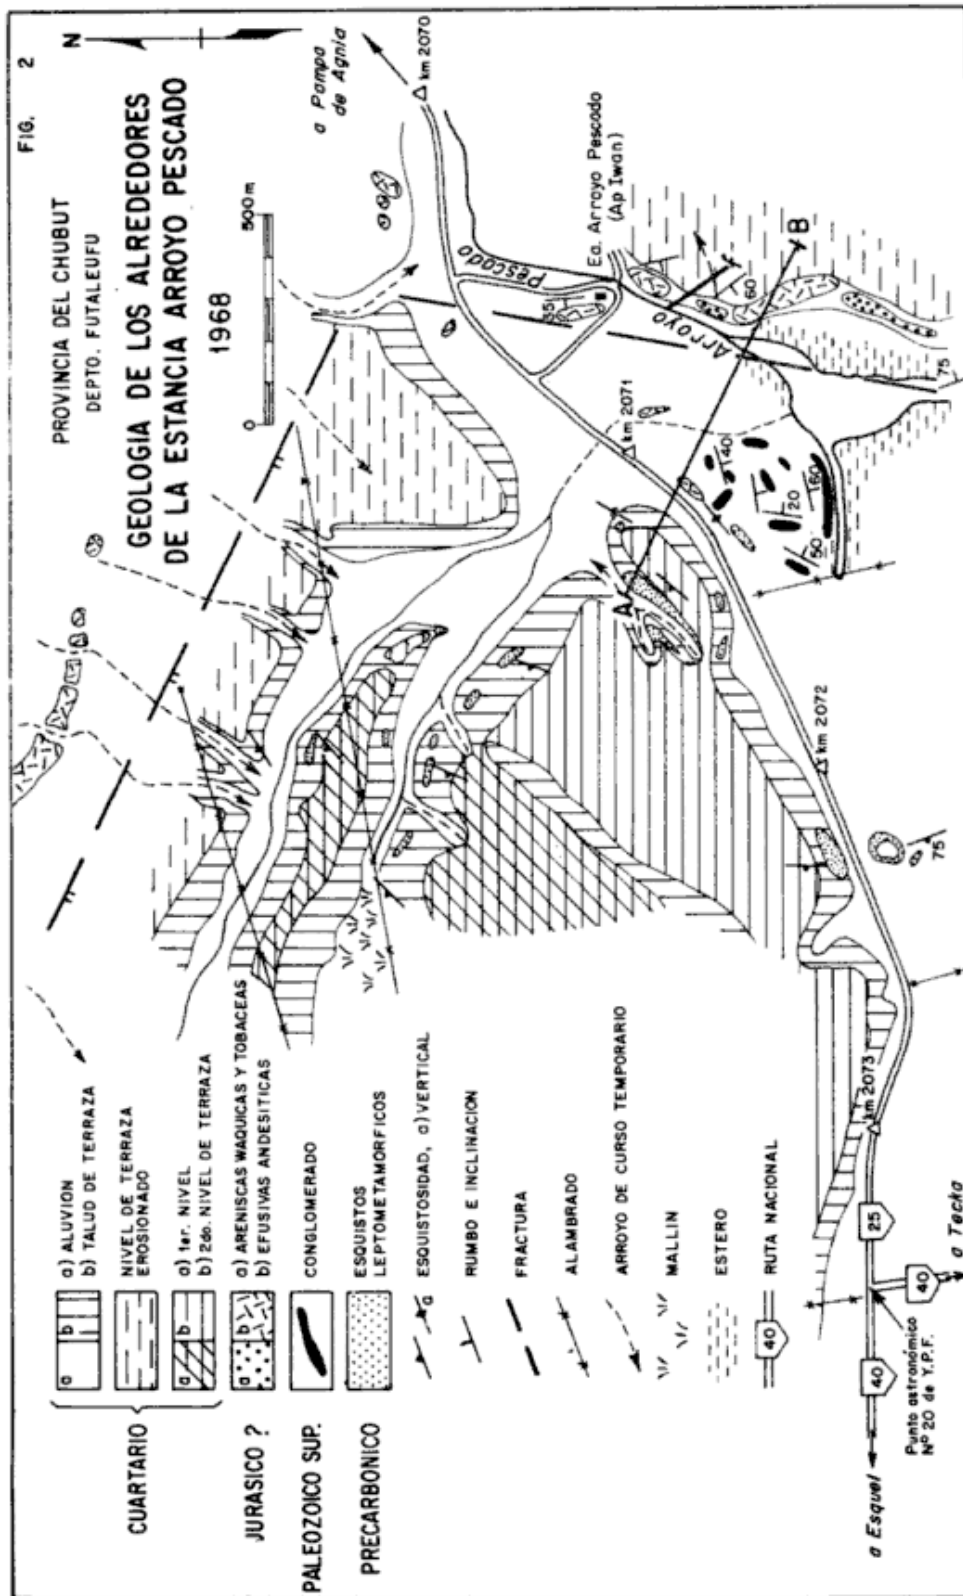 FIG. 2
N
PROVINCIA DEL CHUBUT
DEPTO. FUTALEUFU
GEOLOGIA DE LOS ALREDEDORES
DE LA ESTANCIA ARROYO PESCADO
1968
0 500m
a Pampa
de Agnia
km 2070
Ea. Arroyo Pescado
(Ap Iwan)
Arroyo Pescado
35
60
B
75
km 2071
40
20
60
50
A
km 2072
75
km 2073
25
40
a Tecka
40
a Esquel
Punto astronómico
Nº 20 de Y.P.F.
CUARTARIO
a b
a) ALUVION
b) TALUD DE TERRAZA
NIVEL DE TERRAZA
EROSIONADO
a b
a) 1er. NIVEL
b) 2do. NIVEL DE TERRAZA
JURASICO ?
a b
a) ARENISCAS WAQUICAS Y TOBACEAS
b) EFUSIVAS ANDESITICAS
PALEOZOICO SUP.
CONGLOMERADO
PRECARBONICO
ESQUISTOS
LEPTOMETAMORFICOS
a
ESQUISTOSIDAD, a) VERTICAL
RUMBO E INCLINACION
FRACTURA
ALAMBRADO
ARROYO DE CURSO TEMPORARIO
MALLIN
ESTERO
40
RUTA NACIONAL